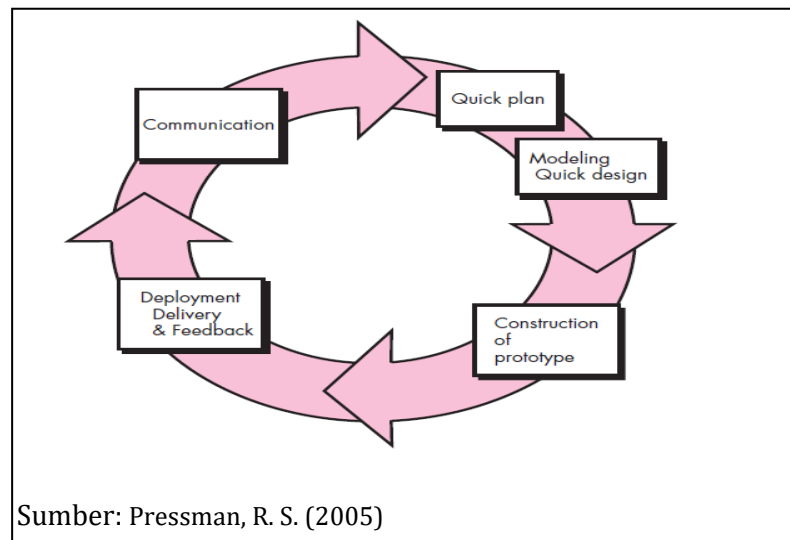 Communication
Quick plan
Modeling
Quick design
Construction
of
prototype
Deployment
Delivery
& Feedback
Sumber: Pressman, R. S. (2005)